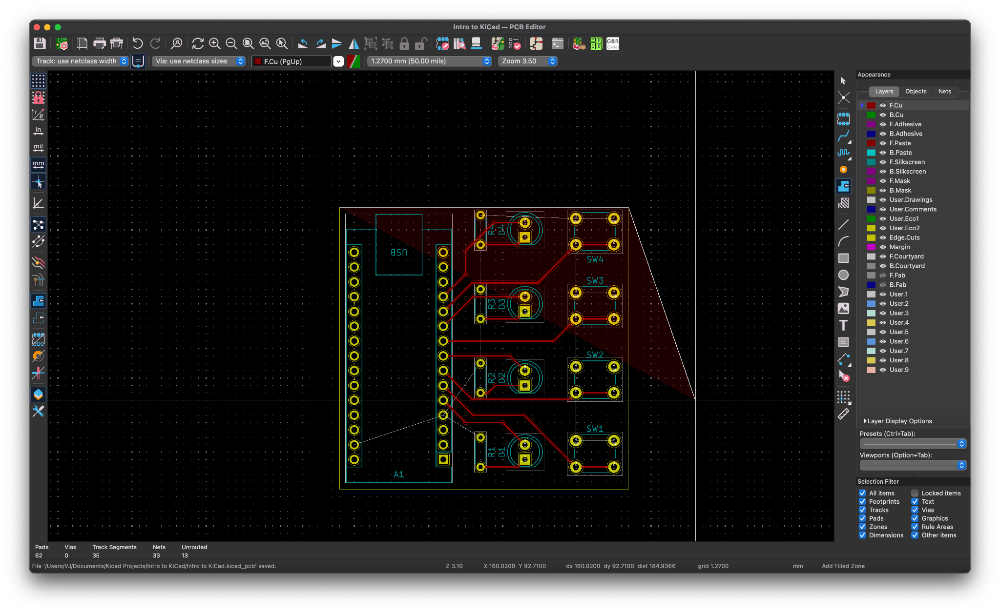 Intro to KiCad — PCB Editor
GBR
Order
Track: use netclass width
Via: use netclass sizes
F.Cu (PgUp)
1.2700 mm (50.00 mils)
Zoom 3.50
in
mil
mm
Appearance
Layers Objects Nets
F.Cu
B.Cu
F.Adhesive
B.Adhesive
F.Paste
B.Paste
F.Silkscreen
B.Silkscreen
F.Mask
B.Mask
User.Drawings
User.Comments
User.Eco1
User.Eco2
Edge.Cuts
Margin
F.Courtyard
B.Courtyard
F.Fab
B.Fab
User.1
User.2
User.3
User.4
User.5
User.6
User.7
User.8
User.9
Layer Display Options
Presets (Ctrl+Tab):
Viewports (Option+Tab):
Selection Filter
All items Locked items
Footprints Text
Tracks Vias
Pads Graphics
Zones Rule Areas
Dimensions Other items
USB
A1
R4 D4
SW4
SW3
R3 D3
SW2
R2 D2
SW1
R1 D1
Pads Vias Track Segments Nets Unrouted
62 0 35 33 13
File '/Users/VJ/Documents/Kicad Projects/Intro to KiCad/Intro to KiCad.kicad_pcb' saved.
Z 3.10 X 160.0200 Y 92.7100 dx 160.0200 dy 92.7100 dist 184.9366 grid 1.2700 mm Add Filled Zone